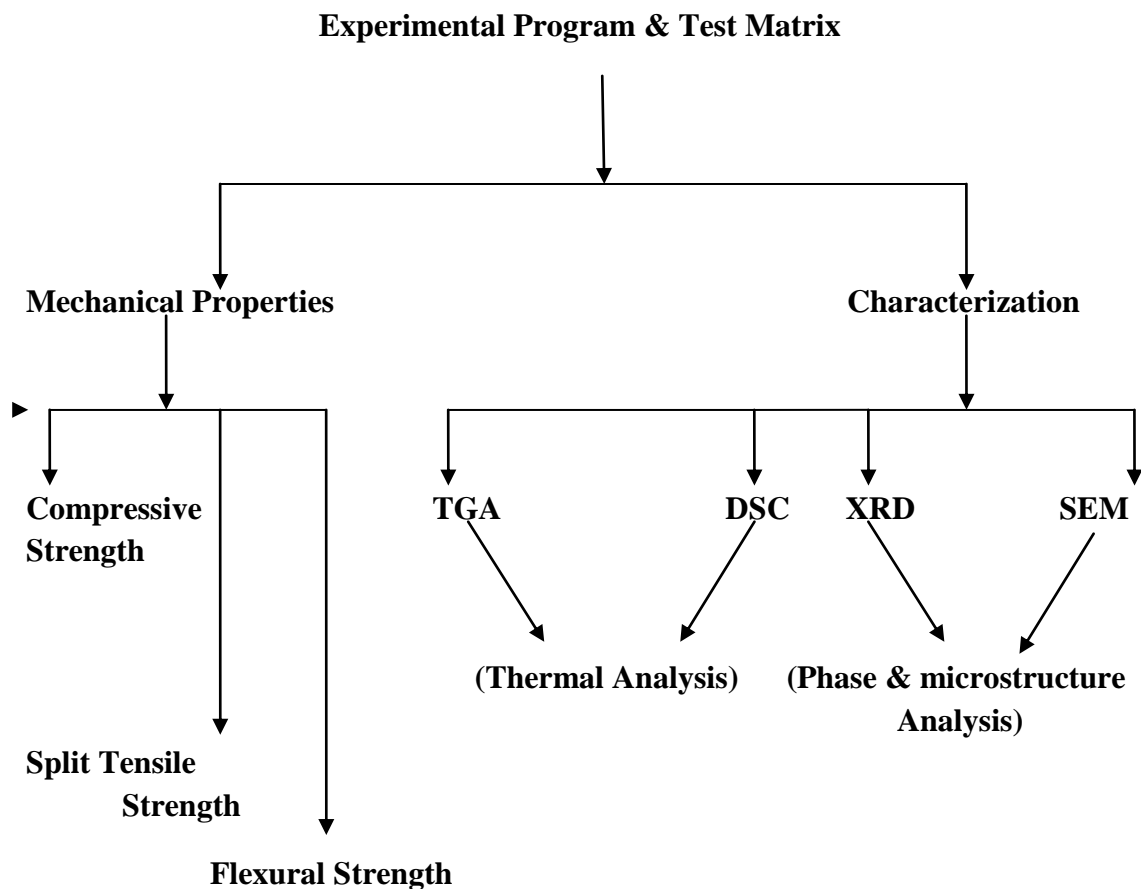 Experimental Program & Test Matrix
Mechanical Properties
Characterization
Compressive
Strength
TGA
DSC
XRD
SEM
(Thermal Analysis)
(Phase & microstructure
Analysis)
Split Tensile
Strength
Flexural Strength